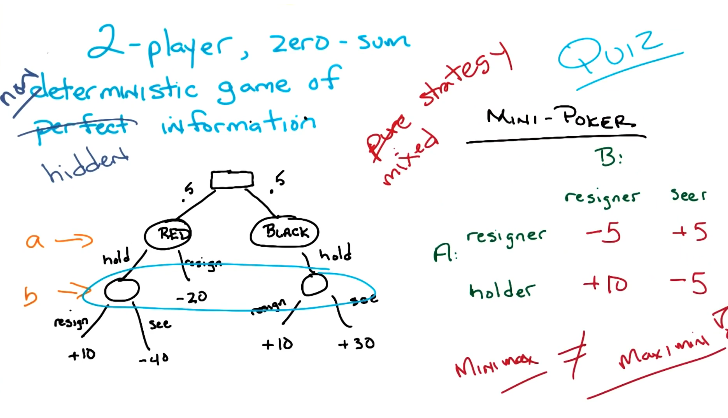 2-player, zero-sum
non
deterministic game of
perfect information
hidden
pure strategy
mixed
QUIZ
MINI-POKER
B:
resigner seer
A: resigner -5 +5
holder +10 -5
.5 .5
a → RED BLACK
hold resign hold
b → -20
resign see resign see
+10 -40 +10 +30
Minimax ≠ Maximin